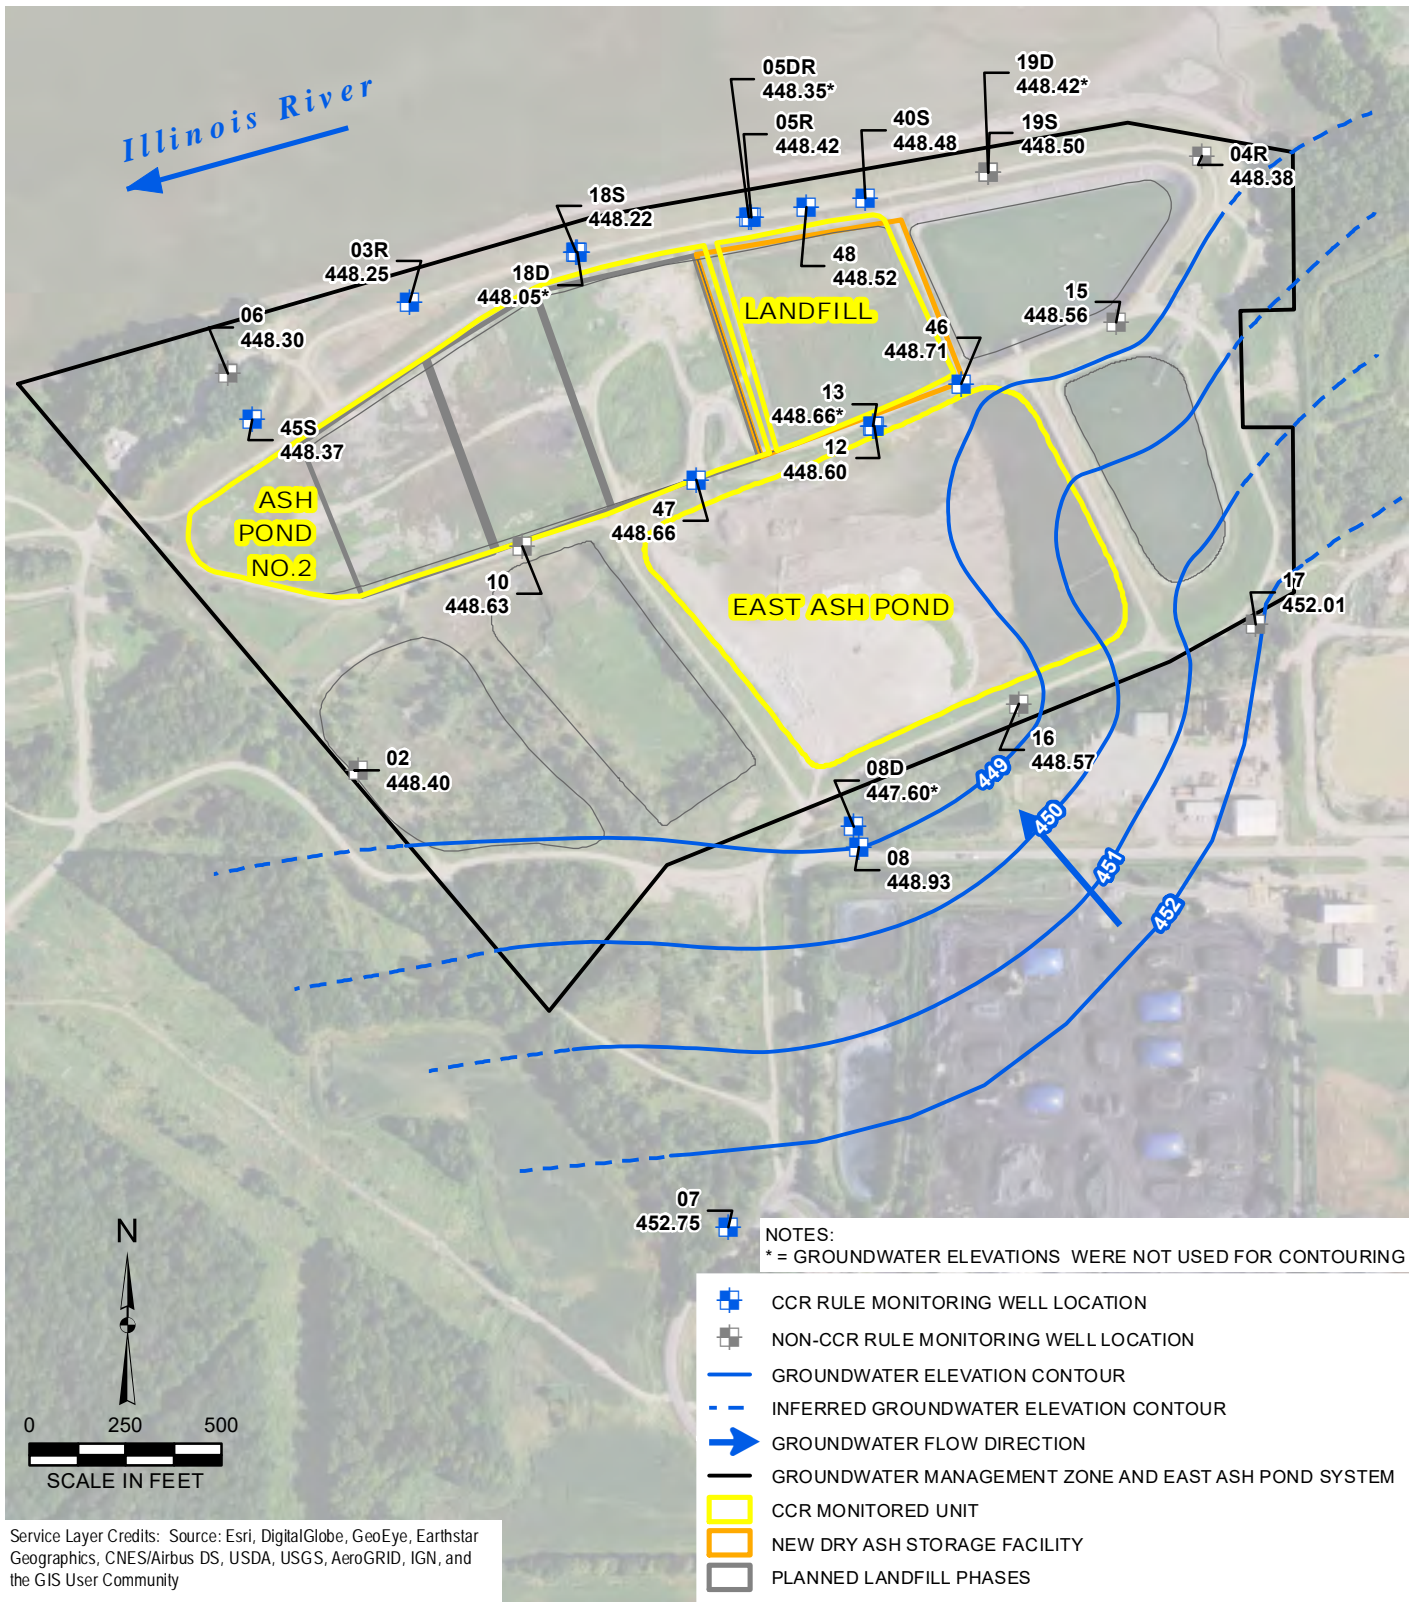 Illinois River
05DR
448.35*
19D
448.42*
05R
448.42
40S
448.48
19S
448.50
04R
448.38
18S
448.22
03R
448.25
18D
448.05*
48
448.52
15
448.56
06
448.30
LANDFILL
46
448.71
13
448.66*
45S
448.37
12
448.60
ASH
POND
NO.2
47
448.66
10
448.63
EAST ASH POND
17
452.01
16
448.57
02
448.40
08D
447.60*
449
450
08
448.93
451
452
07
452.75
N
0 250 500
SCALE IN FEET
NOTES:
* = GROUNDWATER ELEVATIONS WERE NOT USED FOR CONTOURING
CCR RULE MONITORING WELL LOCATION
NON-CCR RULE MONITORING WELL LOCATION
GROUNDWATER ELEVATION CONTOUR
INFERRED GROUNDWATER ELEVATION CONTOUR
GROUNDWATER FLOW DIRECTION
GROUNDWATER MANAGEMENT ZONE AND EAST ASH POND SYSTEM
CCR MONITORED UNIT
NEW DRY ASH STORAGE FACILITY
PLANNED LANDFILL PHASES
Service Layer Credits: Source: Esri, DigitalGlobe, GeoEye, Earthstar
Geographics, CNES/Airbus DS, USDA, USGS, AeroGRID, IGN, and
the GIS User Community